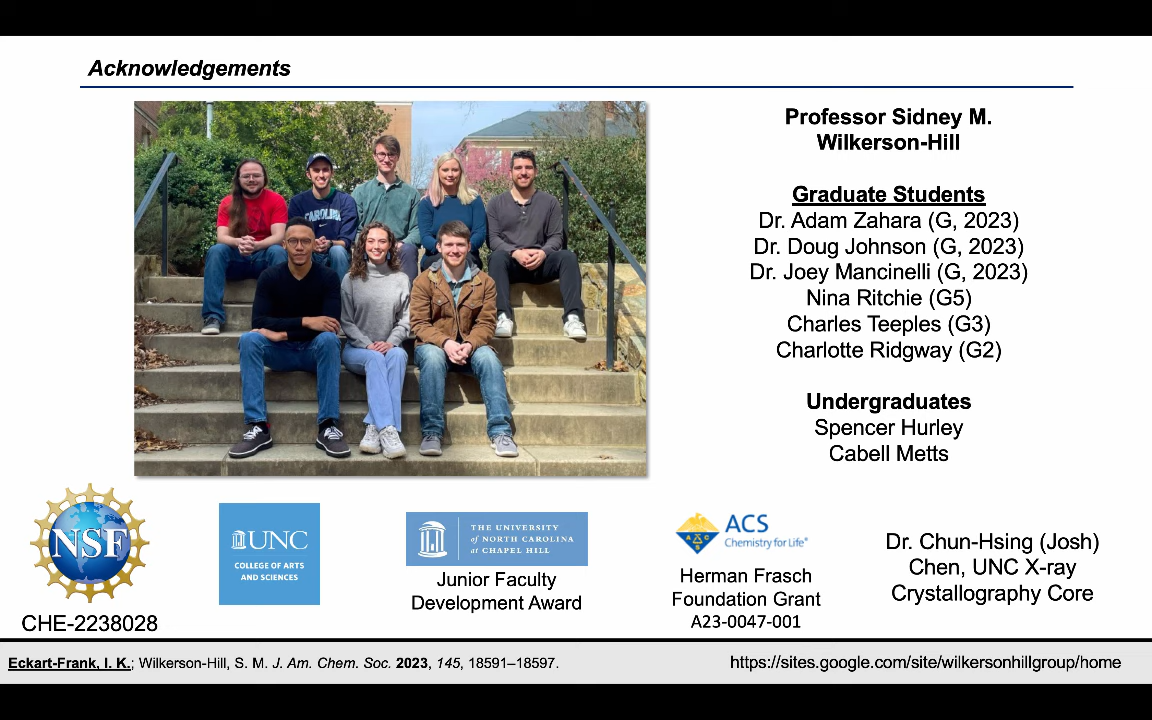 Acknowledgements
CAROLINA
Professor Sidney M.
Wilkerson-Hill
Graduate Students
Dr. Adam Zahara (G, 2023)
Dr. Doug Johnson (G, 2023)
Dr. Joey Mancinelli (G, 2023)
Nina Ritchie (G5)
Charles Teeples (G3)
Charlotte Ridgway (G2)
Undergraduates
Spencer Hurley
Cabell Metts
NSF
CHE-2238028
UNC
COLLEGE OF ARTS
AND SCIENCES
THE UNIVERSITY
of NORTH CAROLINA
at CHAPEL HILL
Junior Faculty
Development Award
ACS
Chemistry for Life®
A C S
Herman Frasch
Foundation Grant
A23-0047-001
Dr. Chun-Hsing (Josh)
Chen, UNC X-ray
Crystallography Core
Eckart-Frank, I. K.; Wilkerson-Hill, S. M. J. Am. Chem. Soc. 2023, 145, 18591–18597.
https://sites.google.com/site/wilkersonhillgroup/home